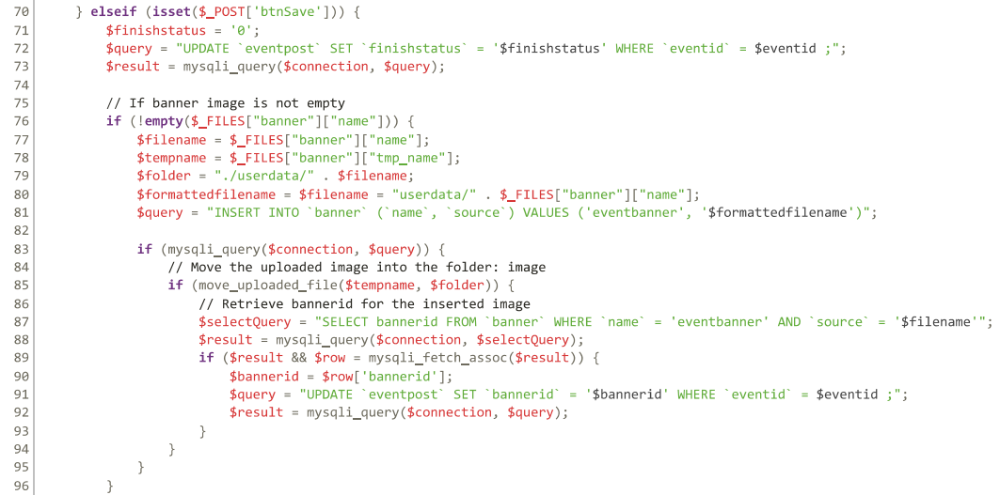 70 } elseif (isset($_POST['btnSave'])) {
71 $finishstatus = '0';
72 $query = "UPDATE `eventpost` SET `finishstatus` = '$finishstatus' WHERE `eventid` = $eventid ;";
73 $result = mysqli_query($connection, $query);
74
75 // If banner image is not empty
76 if (!empty($_FILES["banner"]["name"])) {
77 $filename = $_FILES["banner"]["name"];
78 $tempname = $_FILES["banner"]["tmp_name"];
79 $folder = "./userdata/" . $filename;
80 $formattedfilename = $filename = "userdata/" . $_FILES["banner"]["name"];
81 $query = "INSERT INTO `banner` (`name`, `source`) VALUES ('eventbanner', '$formattedfilename')";
82
83 if (mysqli_query($connection, $query)) {
84 // Move the uploaded image into the folder: image
85 if (move_uploaded_file($tempname, $folder)) {
86 // Retrieve bannerid for the inserted image
87 $selectQuery = "SELECT bannerid FROM `banner` WHERE `name` = 'eventbanner' AND `source` = '$filename'";
88 $result = mysqli_query($connection, $selectQuery);
89 if ($result && $row = mysqli_fetch_assoc($result)) {
90 $bannerid = $row['bannerid'];
91 $query = "UPDATE `eventpost` SET `bannerid` = '$bannerid' WHERE `eventid` = $eventid ;";
92 $result = mysqli_query($connection, $query);
93 }
94 }
95 }
96 }